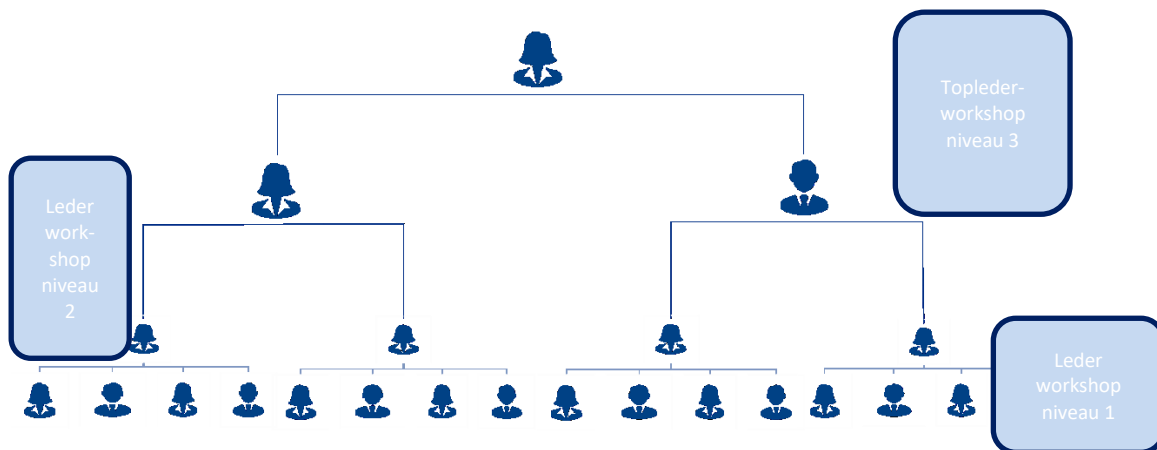 Topleder-
workshop
niveau 3
Leder
work-
shop
niveau
2
Leder
workshop
niveau 1